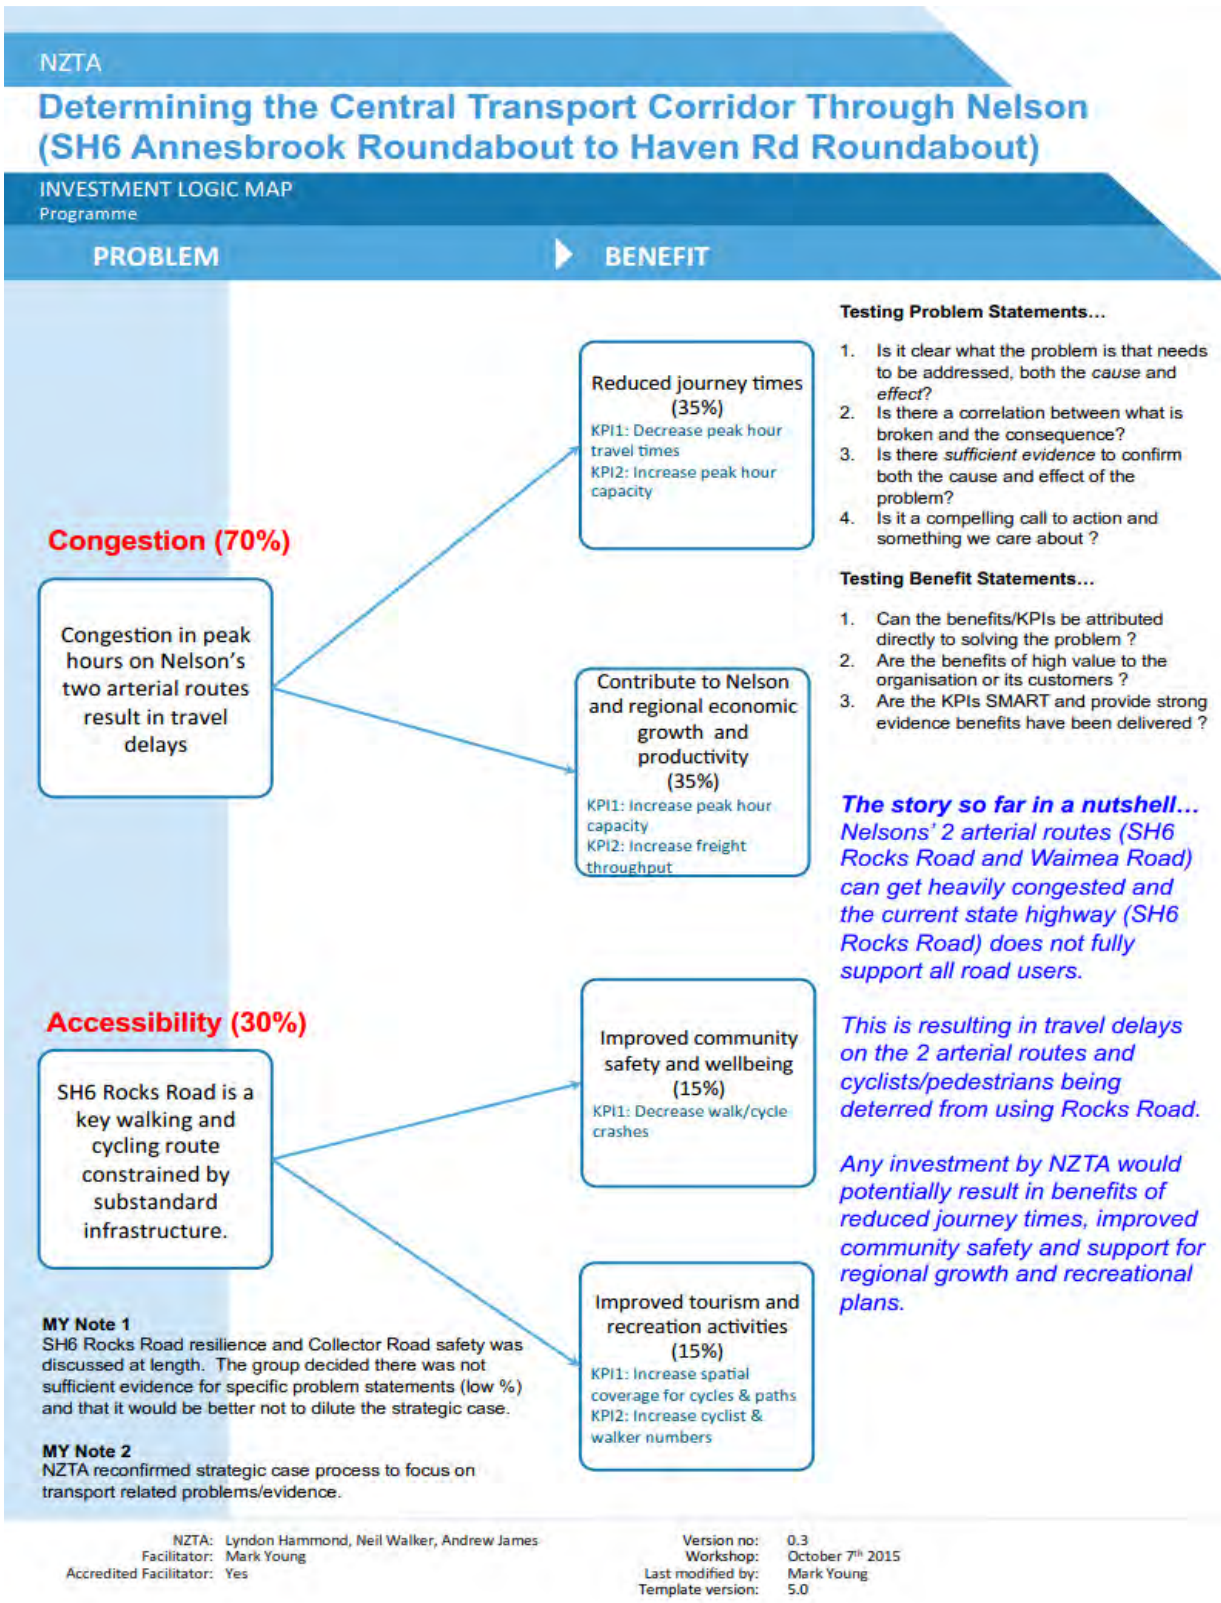 NZTA
Determining the Central Transport Corridor Through Nelson
(SH6 Annesbrook Roundabout to Haven Rd Roundabout)
INVESTMENT LOGIC MAP
Programme
PROBLEM
BENEFIT
Congestion (70%)
Congestion in peak
hours on Nelson's
two arterial routes
result in travel
delays
Reduced journey times
(35%)
KPI1: Decrease peak hour
travel times
KPI2: Increase peak hour
capacity
Contribute to Nelson
and regional economic
growth and
productivity
(35%)
KPI1: Increase peak hour
capacity
KPI2: Increase freight
throughput
Accessibility (30%)
SH6 Rocks Road is a
key walking and
cycling route
constrained by
substandard
infrastructure.
Improved community
safety and wellbeing
(15%)
KPI1: Decrease walk/cycle
crashes
Improved tourism and
recreation activities
(15%)
KPI1: Increase spatial
coverage for cycles & paths
KPI2: Increase cyclist &
walker numbers
MY Note 1
SH6 Rocks Road resilience and Collector Road safety was
discussed at length. The group decided there was not
sufficient evidence for specific problem statements (low %)
and that it would be better not to dilute the strategic case.
MY Note 2
NZTA reconfirmed strategic case process to focus on
transport related problems/evidence.
Testing Problem Statements...
1. Is it clear what the problem is that needs
to be addressed, both the cause and
effect?
2. Is there a correlation between what is
broken and the consequence?
3. Is there sufficient evidence to confirm
both the cause and effect of the
problem?
4. Is it a compelling call to action and
something we care about ?
Testing Benefit Statements...
1. Can the benefits/KPIs be attributed
directly to solving the problem ?
2. Are the benefits of high value to the
organisation or its customers ?
3. Are the KPIs SMART and provide strong
evidence benefits have been delivered ?
The story so far in a nutshell...
Nelsons' 2 arterial routes (SH6
Rocks Road and Waimea Road)
can get heavily congested and
the current state highway (SH6
Rocks Road) does not fully
support all road users.
This is resulting in travel delays
on the 2 arterial routes and
cyclists/pedestrians being
deterred from using Rocks Road.
Any investment by NZTA would
potentially result in benefits of
reduced journey times, improved
community safety and support for
regional growth and recreational
plans.
NZTA: Lyndon Hammond, Neil Walker, Andrew James
Facilitator: Mark Young
Accredited Facilitator: Yes
Version no: 0.3
Workshop: October 7th 2015
Last modified by: Mark Young
Template version: 5.0